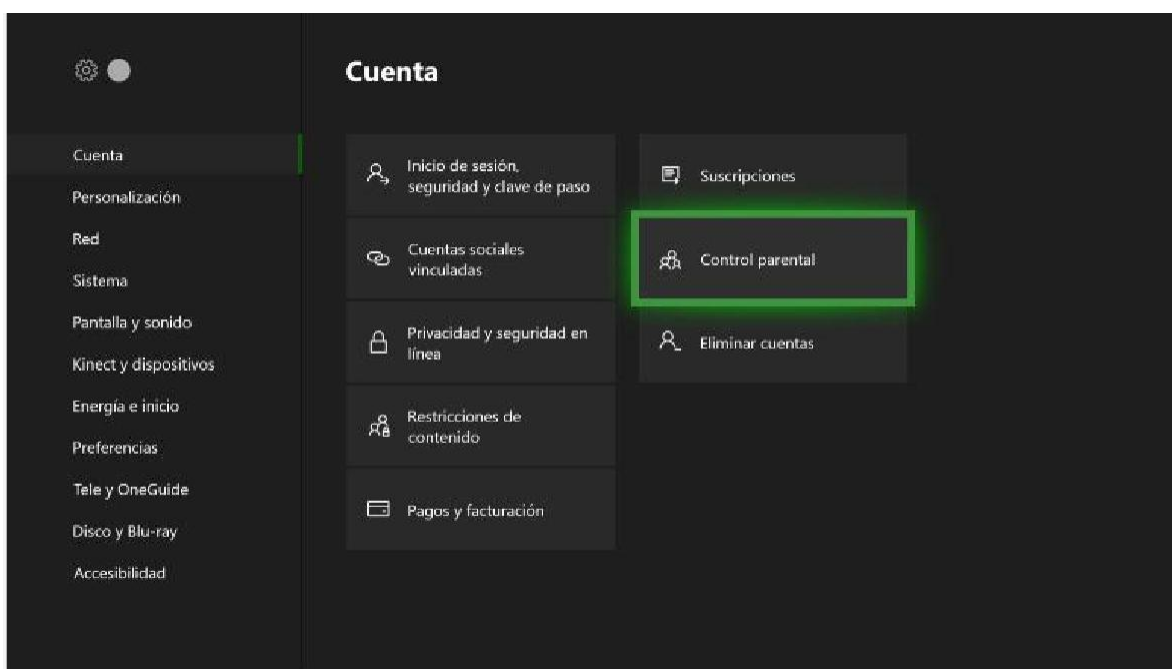 Cuenta
Cuenta
Personalización
Red
Sistema
Pantalla y sonido
Kinect y dispositivos
Energía e inicio
Preferencias
Tele y OneGuide
Disco y Blu-ray
Accesibilidad
Inicio de sesión,
seguridad y clave de paso
Cuentas sociales
vinculadas
Privacidad y seguridad en
línea
Restricciones de
contenido
Pagos y facturación
Suscripciones
Control parental
Eliminar cuentas